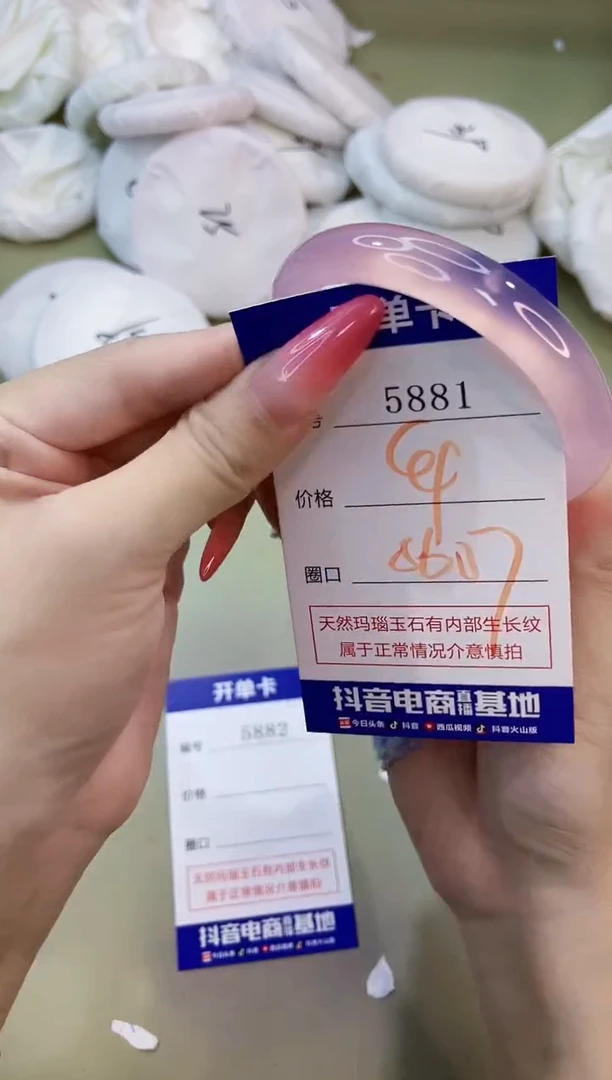 单卡
5881
价格
圈口
天然玛瑙玉石有内部生长纹
属于正常情况介意慎拍
抖音电商直播基地
今日头条 抖音 西瓜视频 抖音火山版
开单卡
编号 5882
价格
圈口
天然玛瑙玉石有内部生长纹
属于正常情况介意慎拍
抖音电商直播基地